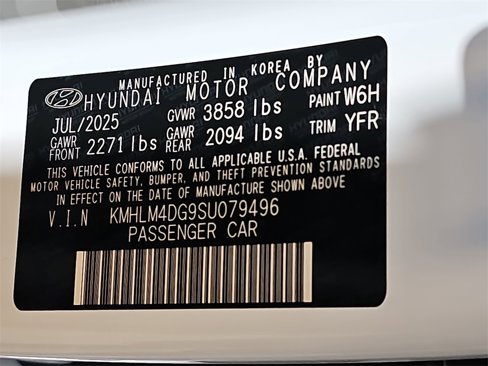 MANUFACTURED IN KOREA BY
HYUNDAI MOTOR COMPANY
JUL/2025 GVWR 3858 lbs PAINT W6H
GAWR FRONT 2271 lbs GAWR REAR 2094 lbs TRIM YFR
THIS VEHICLE CONFORMS TO ALL APPLICABLE U.S.A. FEDERAL
MOTOR VEHICLE SAFETY, BUMPER, AND THEFT PREVENTION STANDARDS
IN EFFECT ON THE DATE OF MANUFACTURE SHOWN ABOVE
V.I.N KMHLM4DG9SU079496
PASSENGER CAR